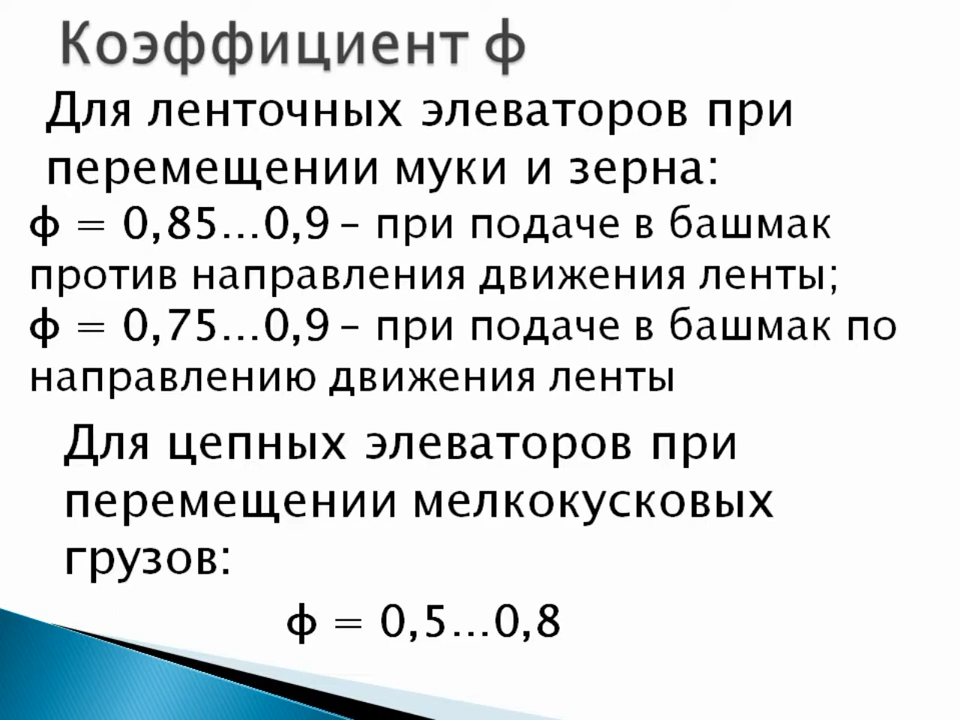 Коэффициент ф
Для ленточных элеваторов при
перемещении муки и зерна:
ф = 0,85…0,9 – при подаче в башмак
против направления движения ленты;
ф = 0,75…0,9 – при подаче в башмак по
направлению движения ленты
Для цепных элеваторов при
перемещении мелкокусковых
грузов:
ф = 0,5…0,8